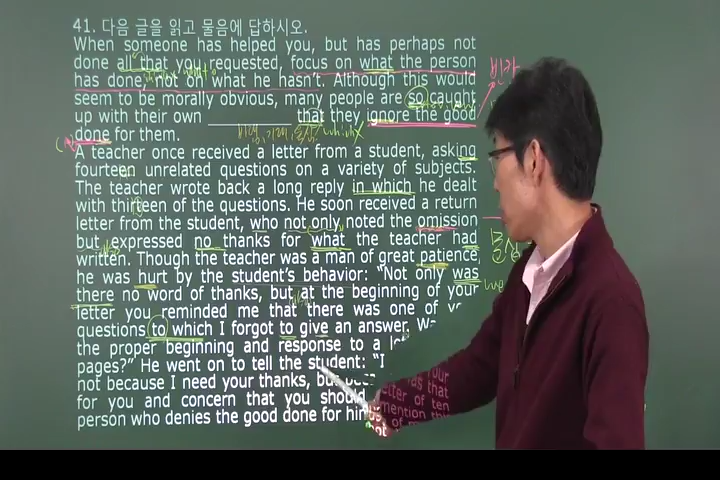 41. 다음 글을 읽고 물음에 답하시오.
When someone has helped you, but has perhaps not
done all that you requested, focus on what the person
has done, not on what he hasn't. Although this would
seem to be morally obvious, many people are so caught
up with their own ____________ that they, ignore the good
done for them.
A teacher once received a letter from a student, asking
fourteen unrelated questions on a variety of subjects.
The teacher wrote back a long reply in which he dealt
with thirteen of the questions. He soon received a return
letter from the student, who not only noted the omission
but expressed no thanks for what the teacher had
written. Though the teacher was a man of great patience,
he was hurt by the student's behavior: "Not only was
there no word of thanks, but at the beginning of your
letter you reminded me that there was one of
questions to which I forgot to give an answer.
the proper beginning and response to a
pages?" He went on to tell the student: "I
not because I need your thanks,
for you and concern that you should
person who denies the good done for him